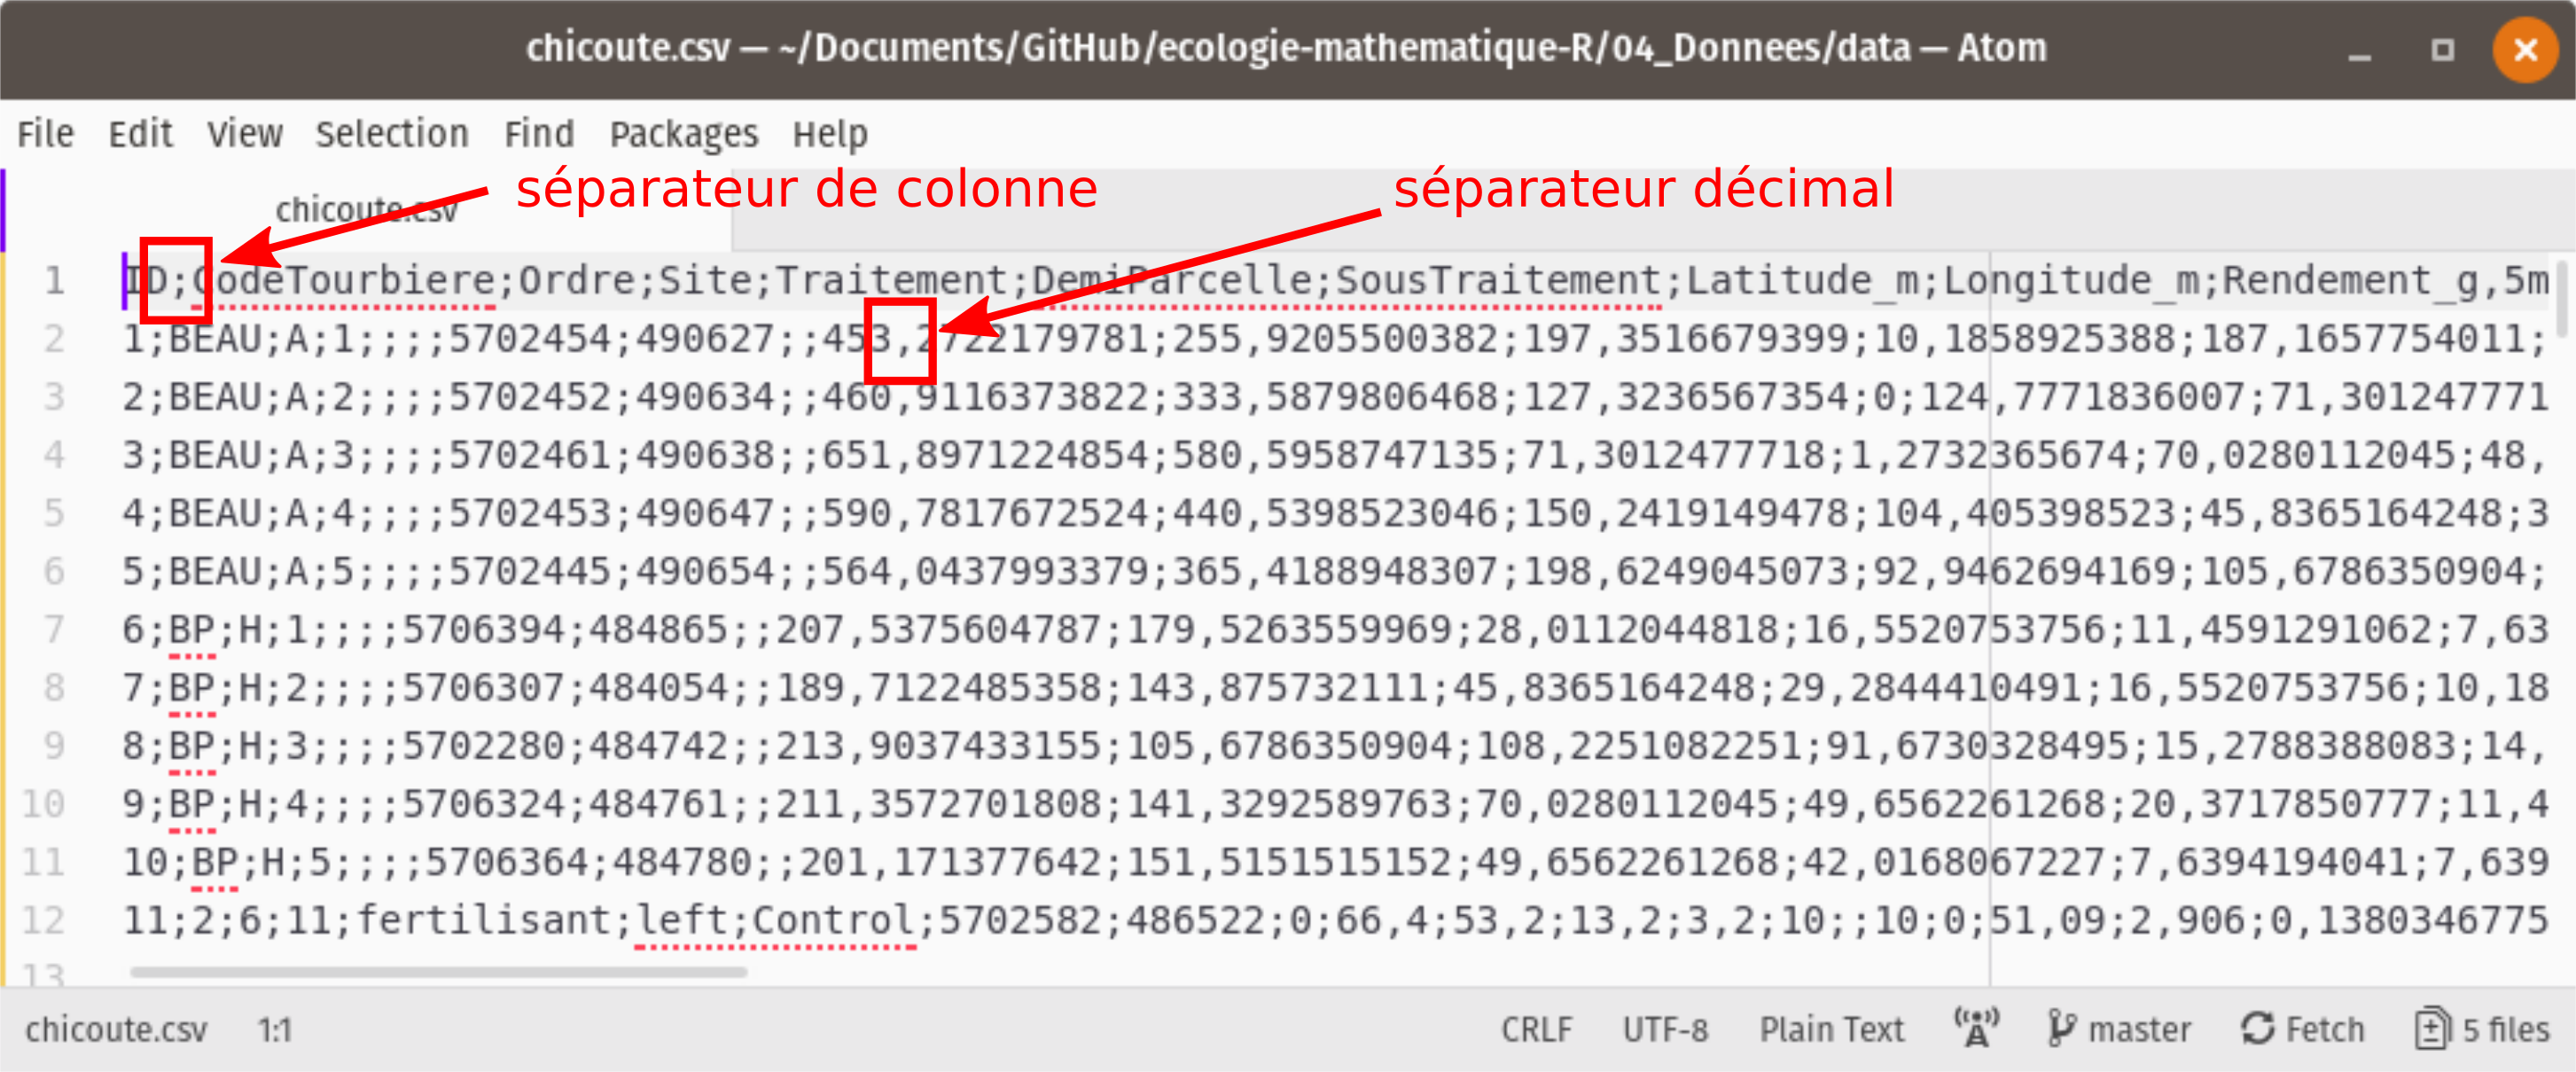 chicoute.csv — ~/Documents/GitHub/ecologie-mathematique-R/04_Donnees/data — Atom
File Edit View Selection Find Packages Help
séparateur de colonne séparateur décimal
chicoute.csv
1 ID;CodeTourbiere;Ordre;Site;Traitement;DemiParcelle;SousTraitement;Latitude_m;Longitude_m;Rendement_g,5m
2 1;BEAU;A;1;;;;5702454;490627;;453,2722179781;255,9205500382;197,3516679399;10,1858925388;187,1657754011;
3 2;BEAU;A;2;;;;5702452;490634;;460,9116373822;333,5879806468;127,3236567354;0;124,7771836007;71,301247771
4 3;BEAU;A;3;;;;5702461;490638;;651,8971224854;580,5958747135;71,3012477718;1,2732365674;70,0280112045;48,
5 4;BEAU;A;4;;;;5702453;490647;;590,7817672524;440,5398523046;150,2419149478;104,405398523;45,8365164248;3
6 5;BEAU;A;5;;;;5702445;490654;;564,0437993379;365,4188948307;198,6249045073;92,9462694169;105,6786350904;
7 6;BP;H;1;;;;5706394;484865;;207,5375604787;179,5263559969;28,0112044818;16,5520753756;11,4591291062;7,63
8 7;BP;H;2;;;;5706307;484054;;189,7122485358;143,875732111;45,8365164248;29,2844410491;16,5520753756;10,18
9 8;BP;H;3;;;;5702280;484742;;213,9037433155;105,6786350904;108,2251082251;91,6730328495;15,2788388083;14,
10 9;BP;H;4;;;;5706324;484761;;211,3572701808;141,3292589763;70,0280112045;49,6562261268;20,3717850777;11,4
11 10;BP;H;5;;;;5706364;484780;;201,171377642;151,5151515152;49,6562261268;42,0168067227;7,6394194041;7,639
12 11;2;6;11;fertilisant;left;Control;5702582;486522;0;66,4;53,2;13,2;3,2;10;;10;0;51,09;2,906;0,1380346775
13
chicoute.csv 1:1 CRLF UTF-8 Plain Text master Fetch 5 files